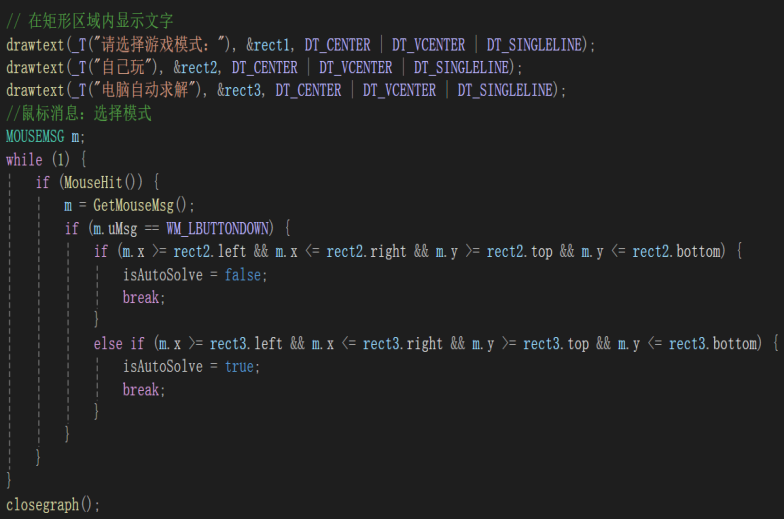 // 在矩形区域内显示文字
drawtext(_T("请选择游戏模式："), &rect1, DT_CENTER | DT_VCENTER | DT_SINGLELINE);
drawtext(_T("自己玩"), &rect2, DT_CENTER | DT_VCENTER | DT_SINGLELINE);
drawtext(_T("电脑自动求解"), &rect3, DT_CENTER | DT_VCENTER | DT_SINGLELINE);
//鼠标消息：选择模式
MOUSEMSG m;
while (1) {
if (MouseHit()) {
m = GetMouseMsg();
if (m.uMsg == WM_LBUTTONDOWN) {
if (m.x >= rect2.left && m.x <= rect2.right && m.y >= rect2.top && m.y <= rect2.bottom) {
isAutoSolve = false;
break;
}
else if (m.x >= rect3.left && m.x <= rect3.right && m.y >= rect3.top && m.y <= rect3.bottom) {
isAutoSolve = true;
break;
}
}
}
}
closegraph();